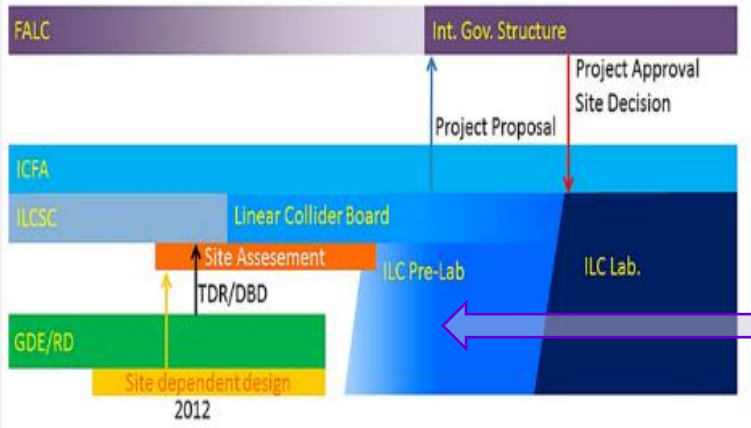 FALC
Int. Gov. Structure
Project Approval
Site Decision
Project Proposal
ICFA
ILCSC
Linear Collider Board
Site Assesement
ILC Pre-Lab
ILC Lab.
TDR/DBD
GDE/RD
Site dependent design
2012